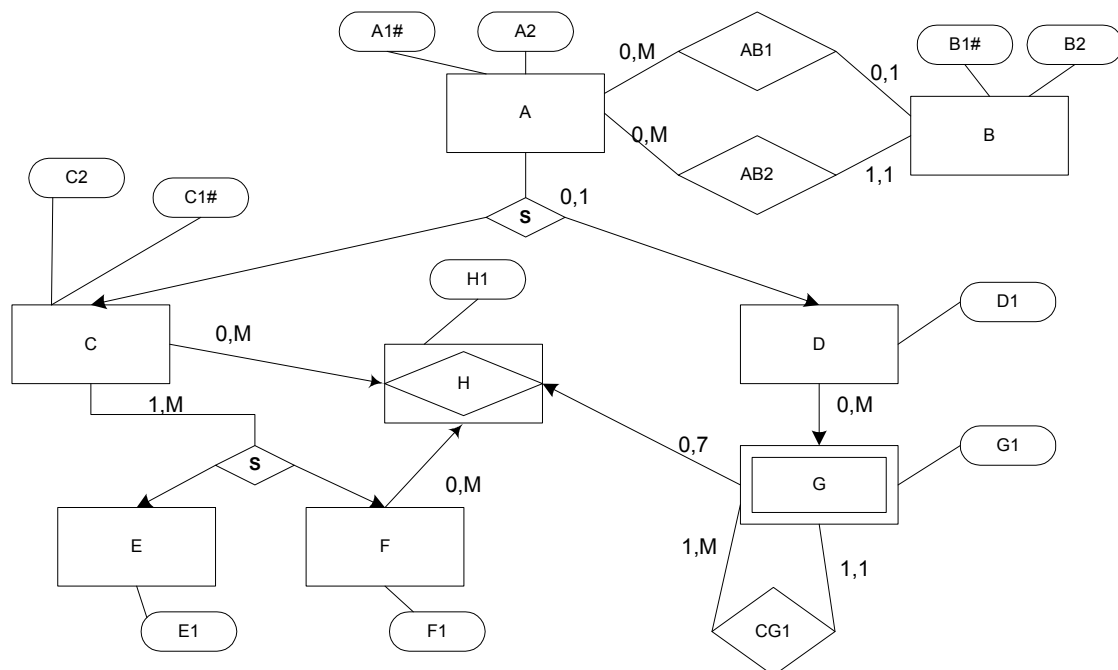 A1#
A2
B1#
B2
0,M
AB1
0,1
A
B
0,M
AB2
1,1
C2
C1#
0,1
S
H1
D1
C
0,M
D
H
1,M
0,M
G1
0,7
S
0,M
G
E
F
1,M
1,1
E1
F1
CG1